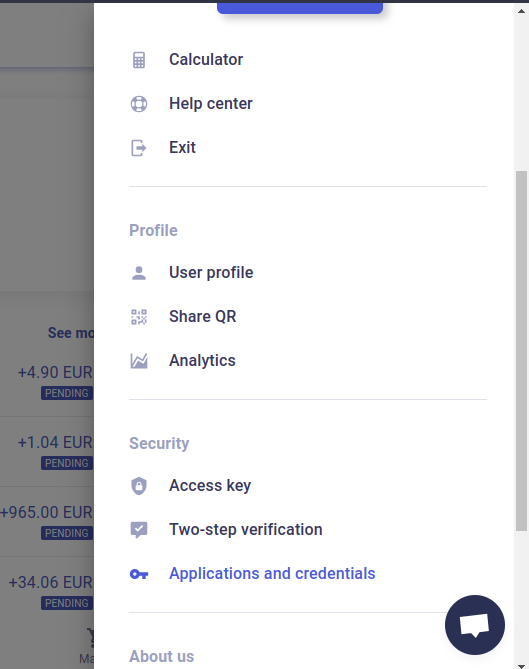 Calculator
Help center
Exit
Profile
User profile
Share QR
Analytics
Security
Access key
Two-step verification
Applications and credentials
About us
See mo
+4.90 EUR
PENDING
+1.04 EUR
PENDING
+965.00 EUR
PENDING
+34.06 EUR
PENDING
Ma